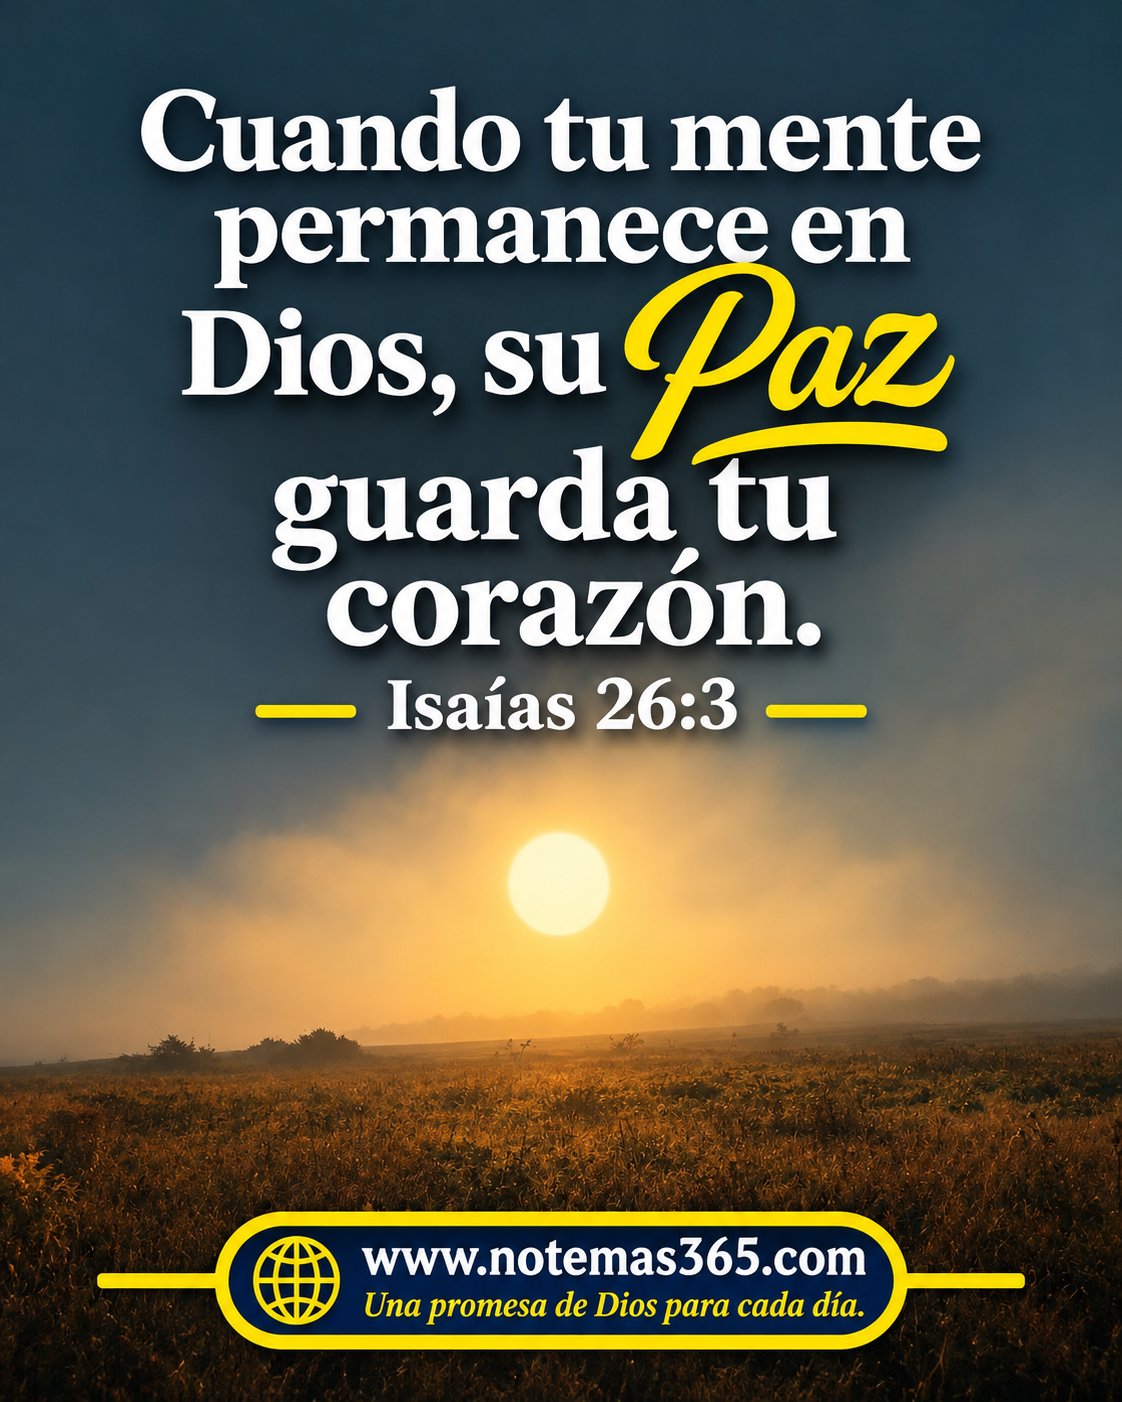 Cuando tu mente
permanece en
Dios, su Paz
guarda tu
corazón.
Isaías 26:3
www.notemas365.com
Una promesa de Dios para cada día.